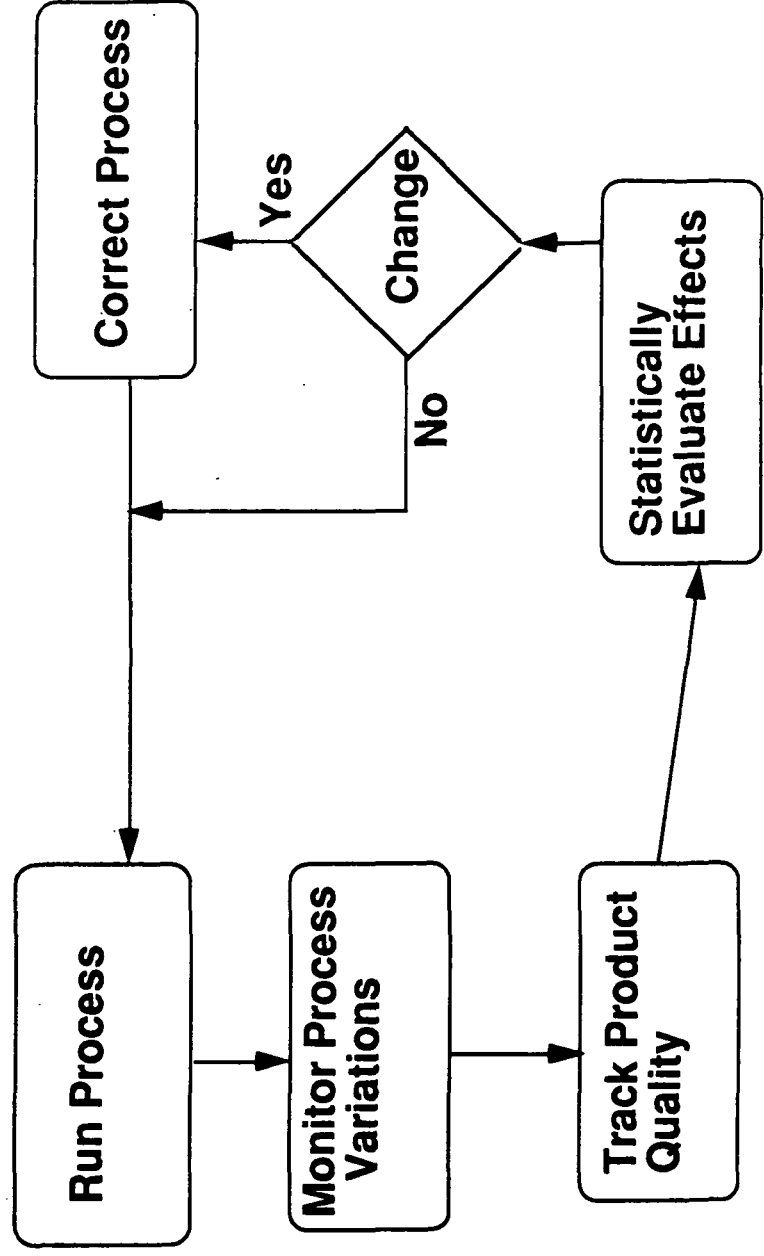 Run Process
Monitor Process
Variations
Track Product
Quality
Statistically
Evaluate Effects
Change
Yes
No
Correct Process